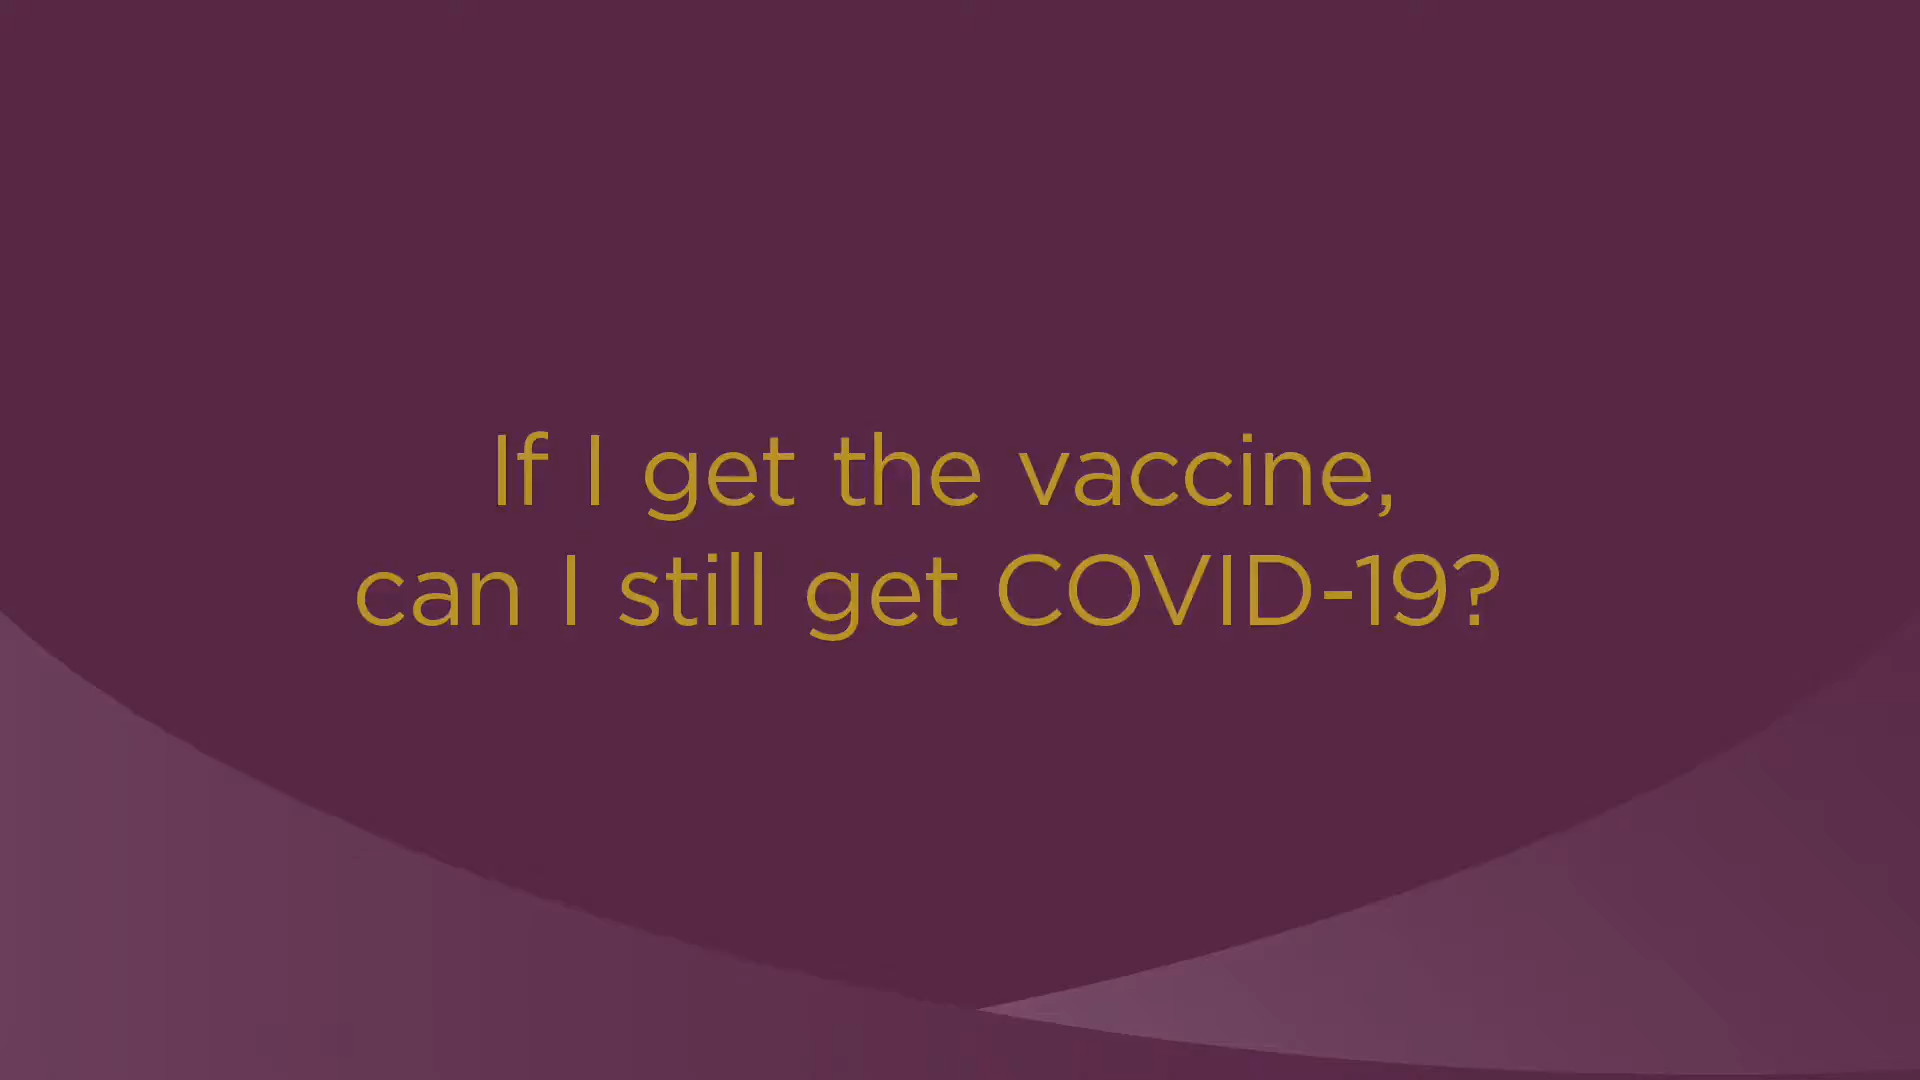 If I get the vaccine,
can I still get COVID-19?